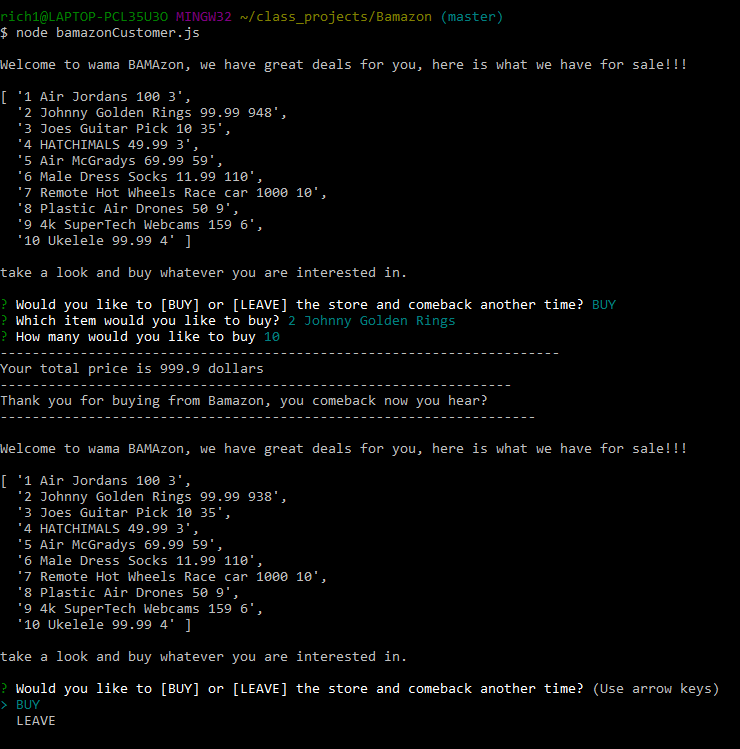 rich1@LAPTOP-PCL35U3O MINGW32 ~/class_projects/Bamazon (master)
$ node bamazonCustomer.js
Welcome to wama BAMAzon, we have great deals for you, here is what we have for sale!!!
[ '1 Air Jordans 100 3',
'2 Johnny Golden Rings 99.99 948',
'3 Joes Guitar Pick 10 35',
'4 HATCHIMALS 49.99 3',
'5 Air McGradys 69.99 59',
'6 Male Dress Socks 11.99 110',
'7 Remote Hot Wheels Race car 1000 10',
'8 Plastic Air Drones 50 9',
'9 4k SuperTech Webcams 159 6',
'10 Ukelele 99.99 4' ]
take a look and buy whatever you are interested in.
? Would you like to [BUY] or [LEAVE] the store and comeback another time? BUY
? Which item would you like to buy? 2 Johnny Golden Rings
? How many would you like to buy 10
----------------------------------------------------------------------
Your total price is 999.9 dollars
----------------------------------------------------------------
Thank you for buying from Bamazon, you comeback now you hear?
-------------------------------------------------------------------
Welcome to wama BAMAzon, we have great deals for you, here is what we have for sale!!!
[ '1 Air Jordans 100 3',
'2 Johnny Golden Rings 99.99 938',
'3 Joes Guitar Pick 10 35',
'4 HATCHIMALS 49.99 3',
'5 Air McGradys 69.99 59',
'6 Male Dress Socks 11.99 110',
'7 Remote Hot Wheels Race car 1000 10',
'8 Plastic Air Drones 50 9',
'9 4k SuperTech Webcams 159 6',
'10 Ukelele 99.99 4' ]
take a look and buy whatever you are interested in.
? Would you like to [BUY] or [LEAVE] the store and comeback another time? (Use arrow keys)
> BUY
LEAVE